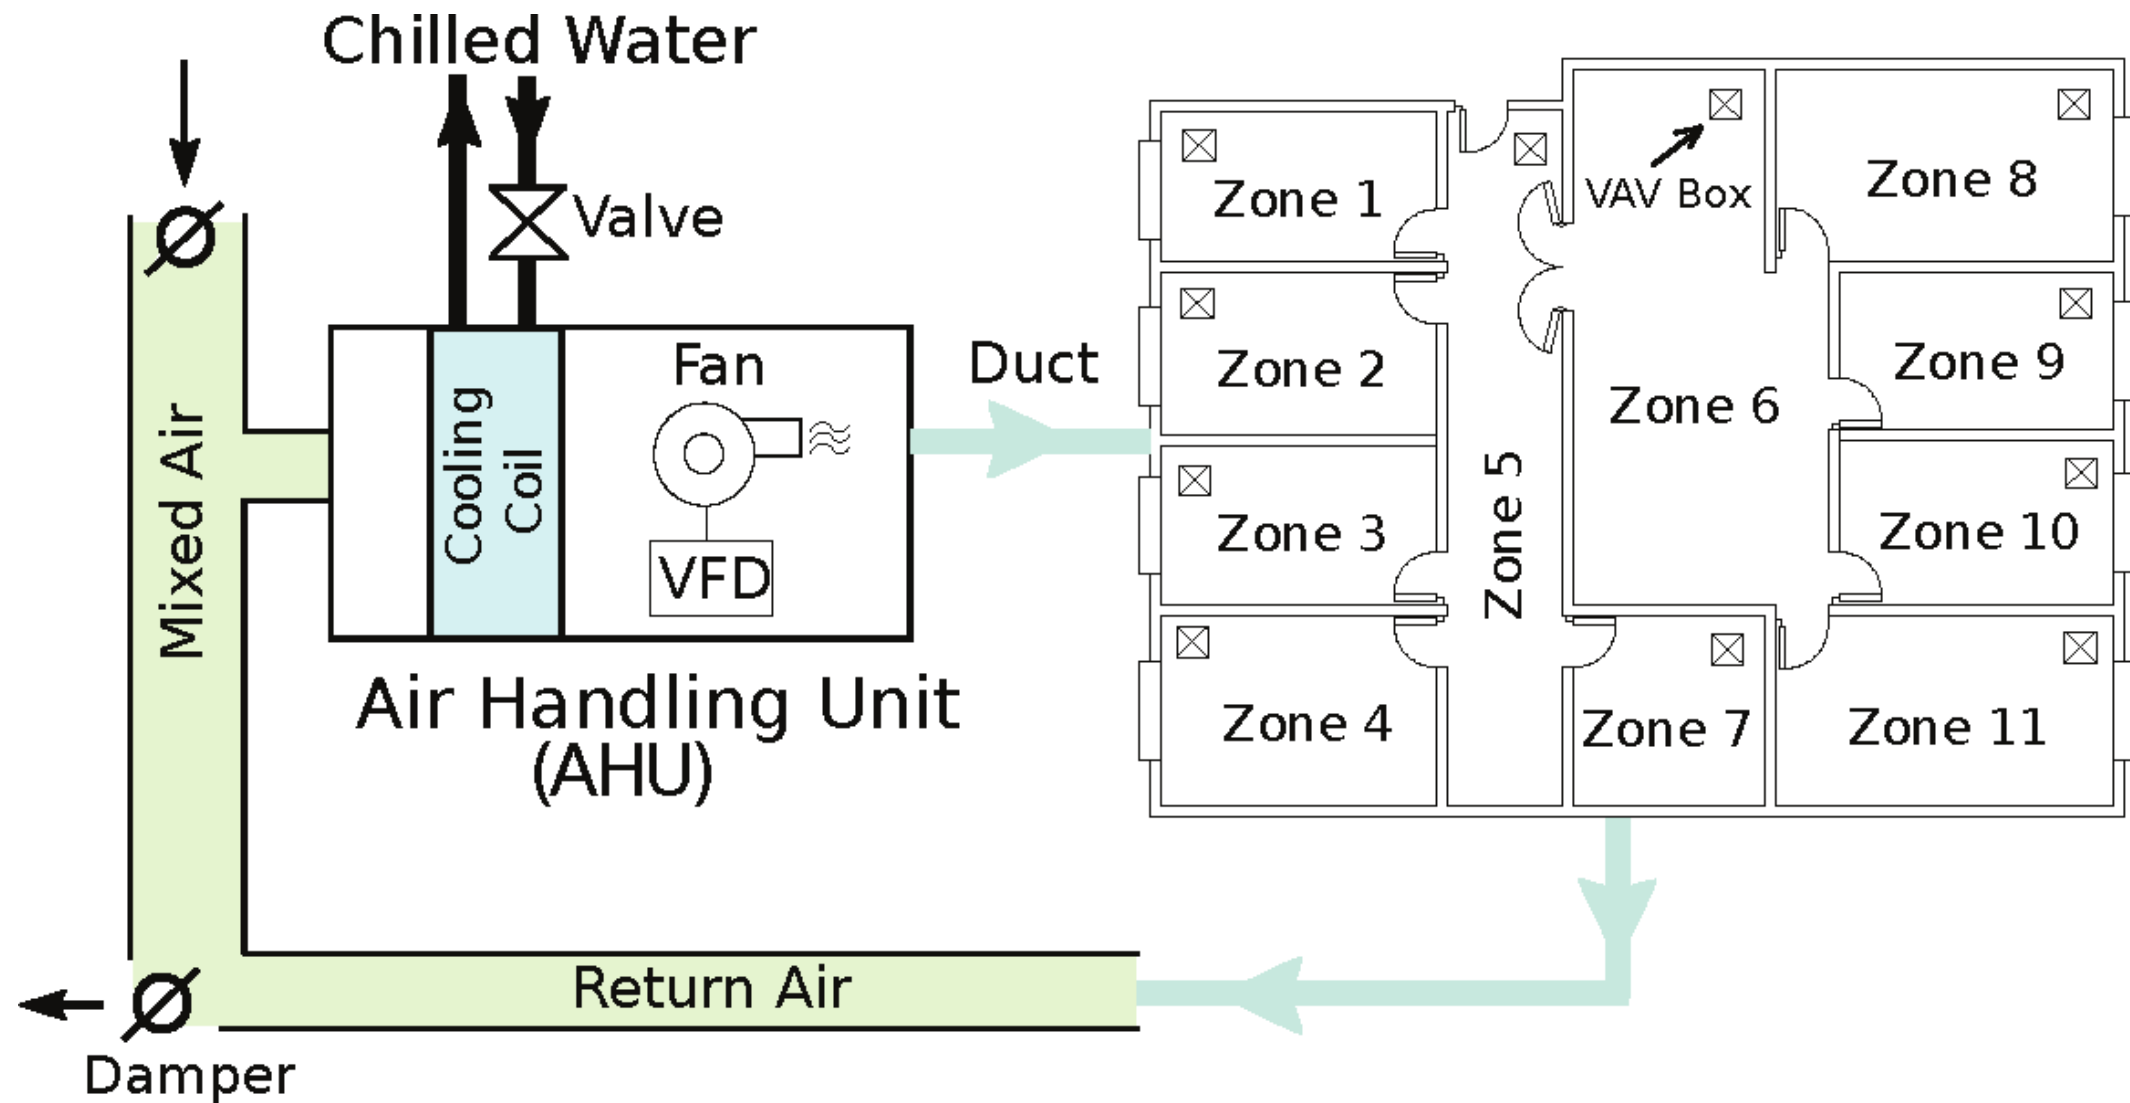 Chilled Water
Valve
Mixed Air
Cooling
Coil
Fan
VFD
Air Handling Unit
(AHU)
Duct
Return Air
Damper
Zone 1
Zone 2
Zone 3
Zone 4
Zone 5
VAV Box
Zone 6
Zone 7
Zone 8
Zone 9
Zone 10
Zone 11